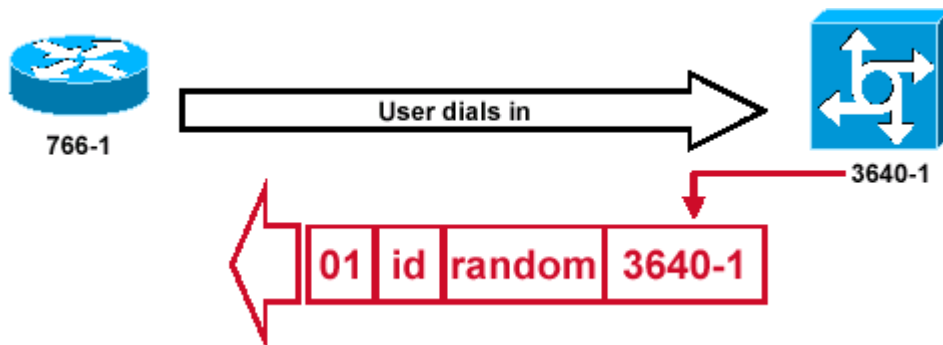 User dials in
766-1
3640-1
01 id random 3640-1